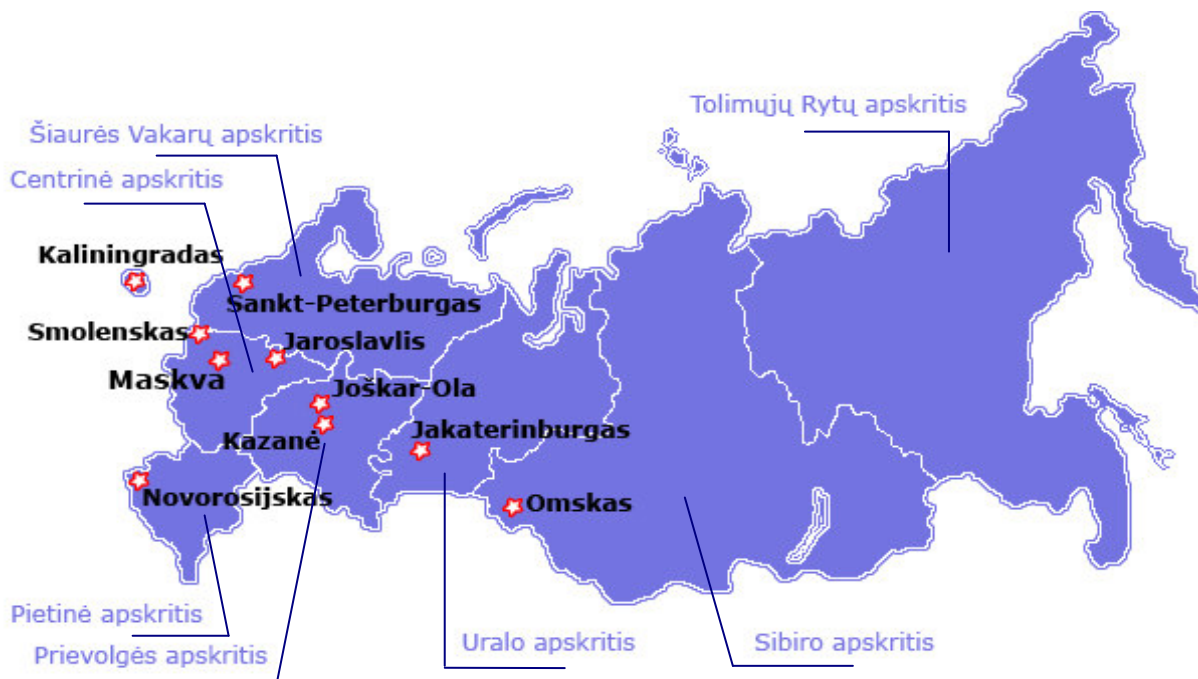 Tolimųjų Rytų apskritis
Šiaurės Vakarų apskritis
Centrinė apskritis
Kaliningradas
Sankt-Peterburgas
Smolenskas
Jaroslavlis
Maskva
Joškar-Ola
Kazanė
Jakaterinburgas
Novorosijskas
Omskas
Pietinė apskritis
Prievolgės apskritis
Uralo apskritis
Sibiro apskritis